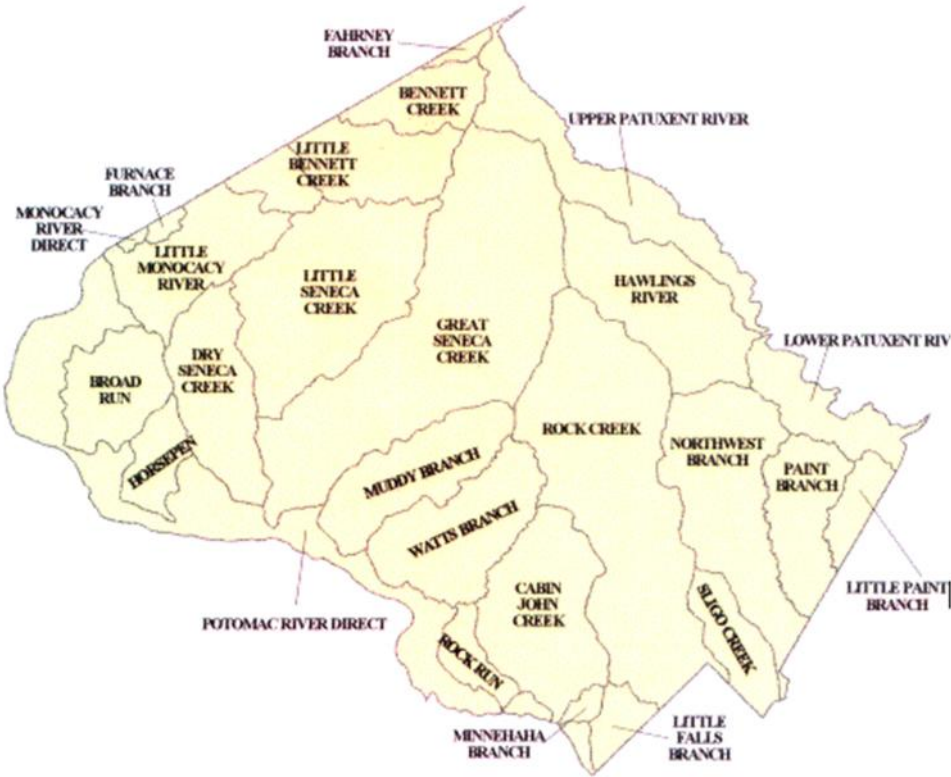 FAHRNEY
BRANCH
BENNETT
CREEK
UPPER PATUXENT RIVER
LITTLE
BENNETT
CREEK
FURNACE
BRANCH
MONOCACY
RIVER
DIRECT
LITTLE
MONOCACY
RIVER
LITTLE
SENECA
CREEK
HAWLINGS
RIVER
GREAT
SENECA
CREEK
LOWER PATUXENT RIV
DRY
SENECA
CREEK
BROAD
RUN
ROCK CREEK
NORTHWEST
BRANCH
HORSEPEN
MUDDY BRANCH
PAINT
BRANCH
WATTS BRANCH
CABIN
JOHN
CREEK
LITTLE PAINT
BRANCH
SLIGO CREEK
POTOMAC RIVER DIRECT
ROCK RUN
MINNEHAHA
BRANCH
LITTLE
FALLS
BRANCH